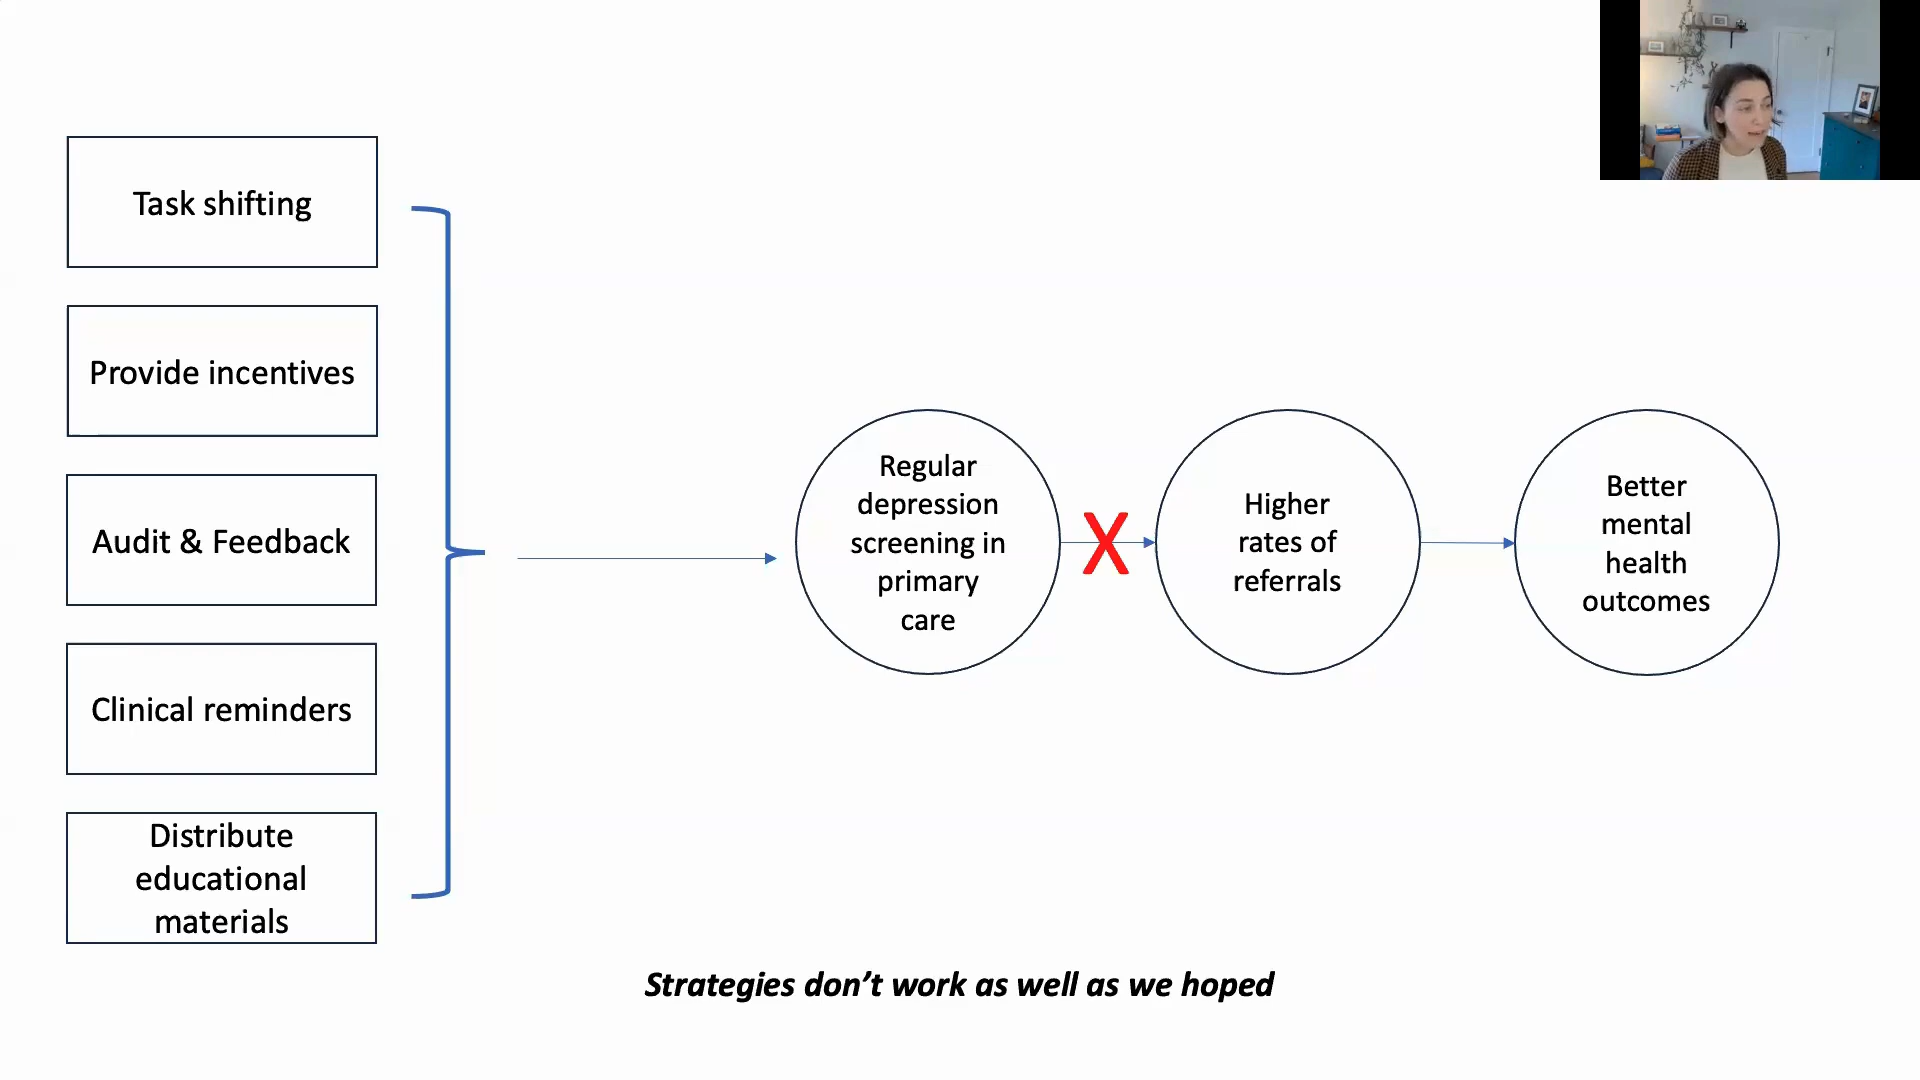 Task shifting
Provide incentives
Audit & Feedback
Clinical reminders
Distribute
educational
materials
Regular
depression
screening in
primary
care
X
Higher
rates of
referrals
Better
mental
health
outcomes
Strategies don’t work as well as we hoped